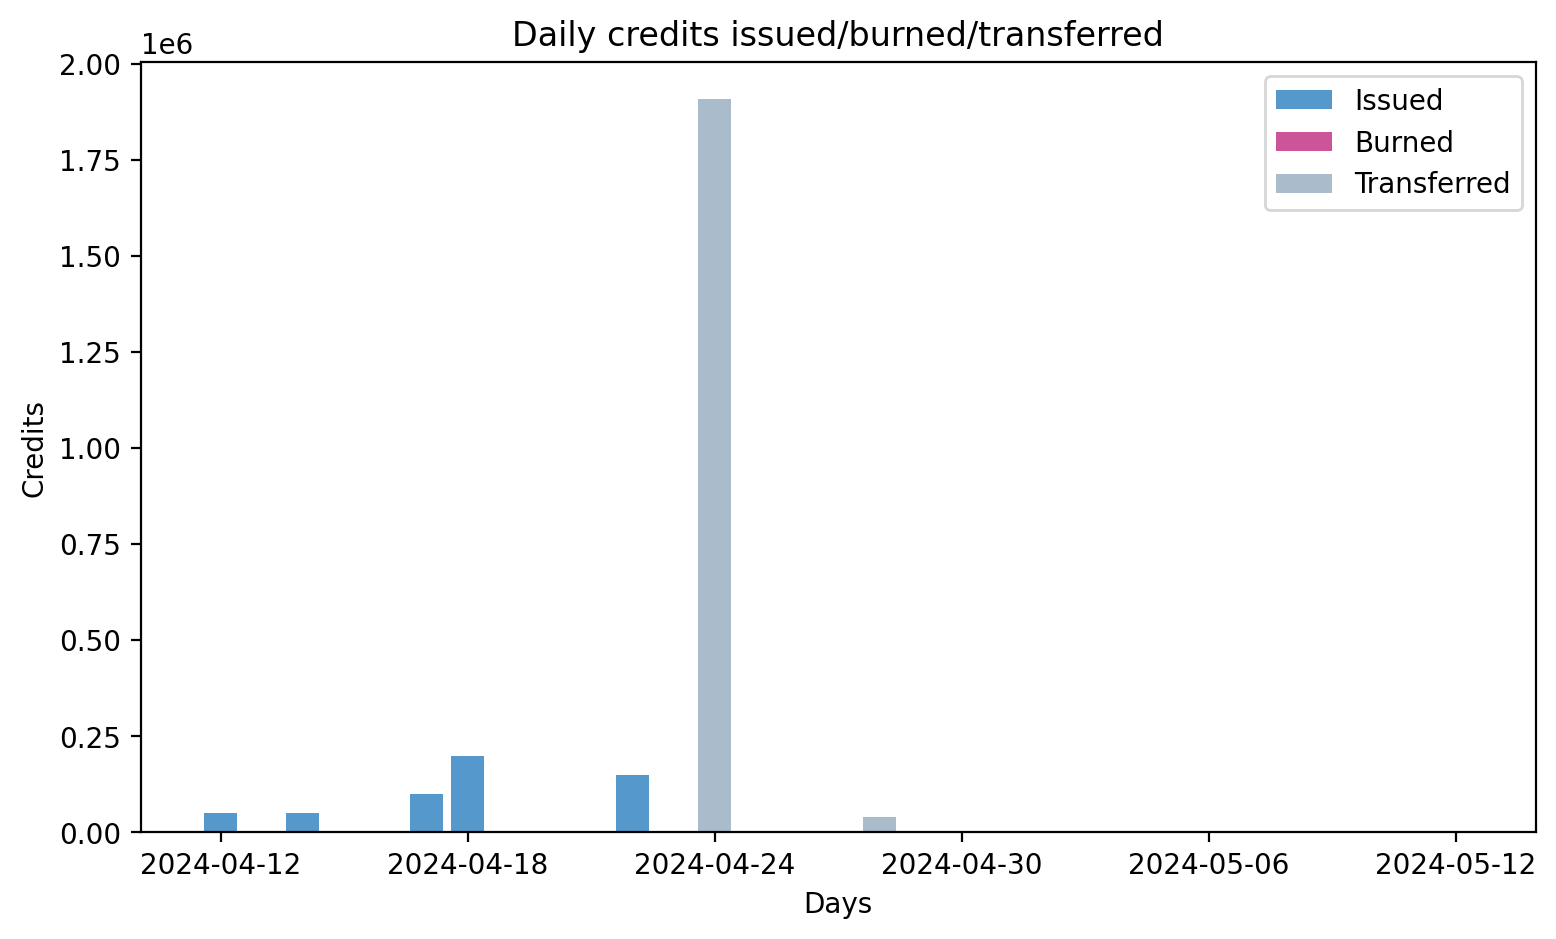 Daily credits issued/burned/transferred
1e6
2.00
1.75
1.50
1.25
1.00
0.75
0.50
0.25
0.00
Credits
Issued
Burned
Transferred
2024-04-12 2024-04-18 2024-04-24 2024-04-30 2024-05-06 2024-05-12
Days